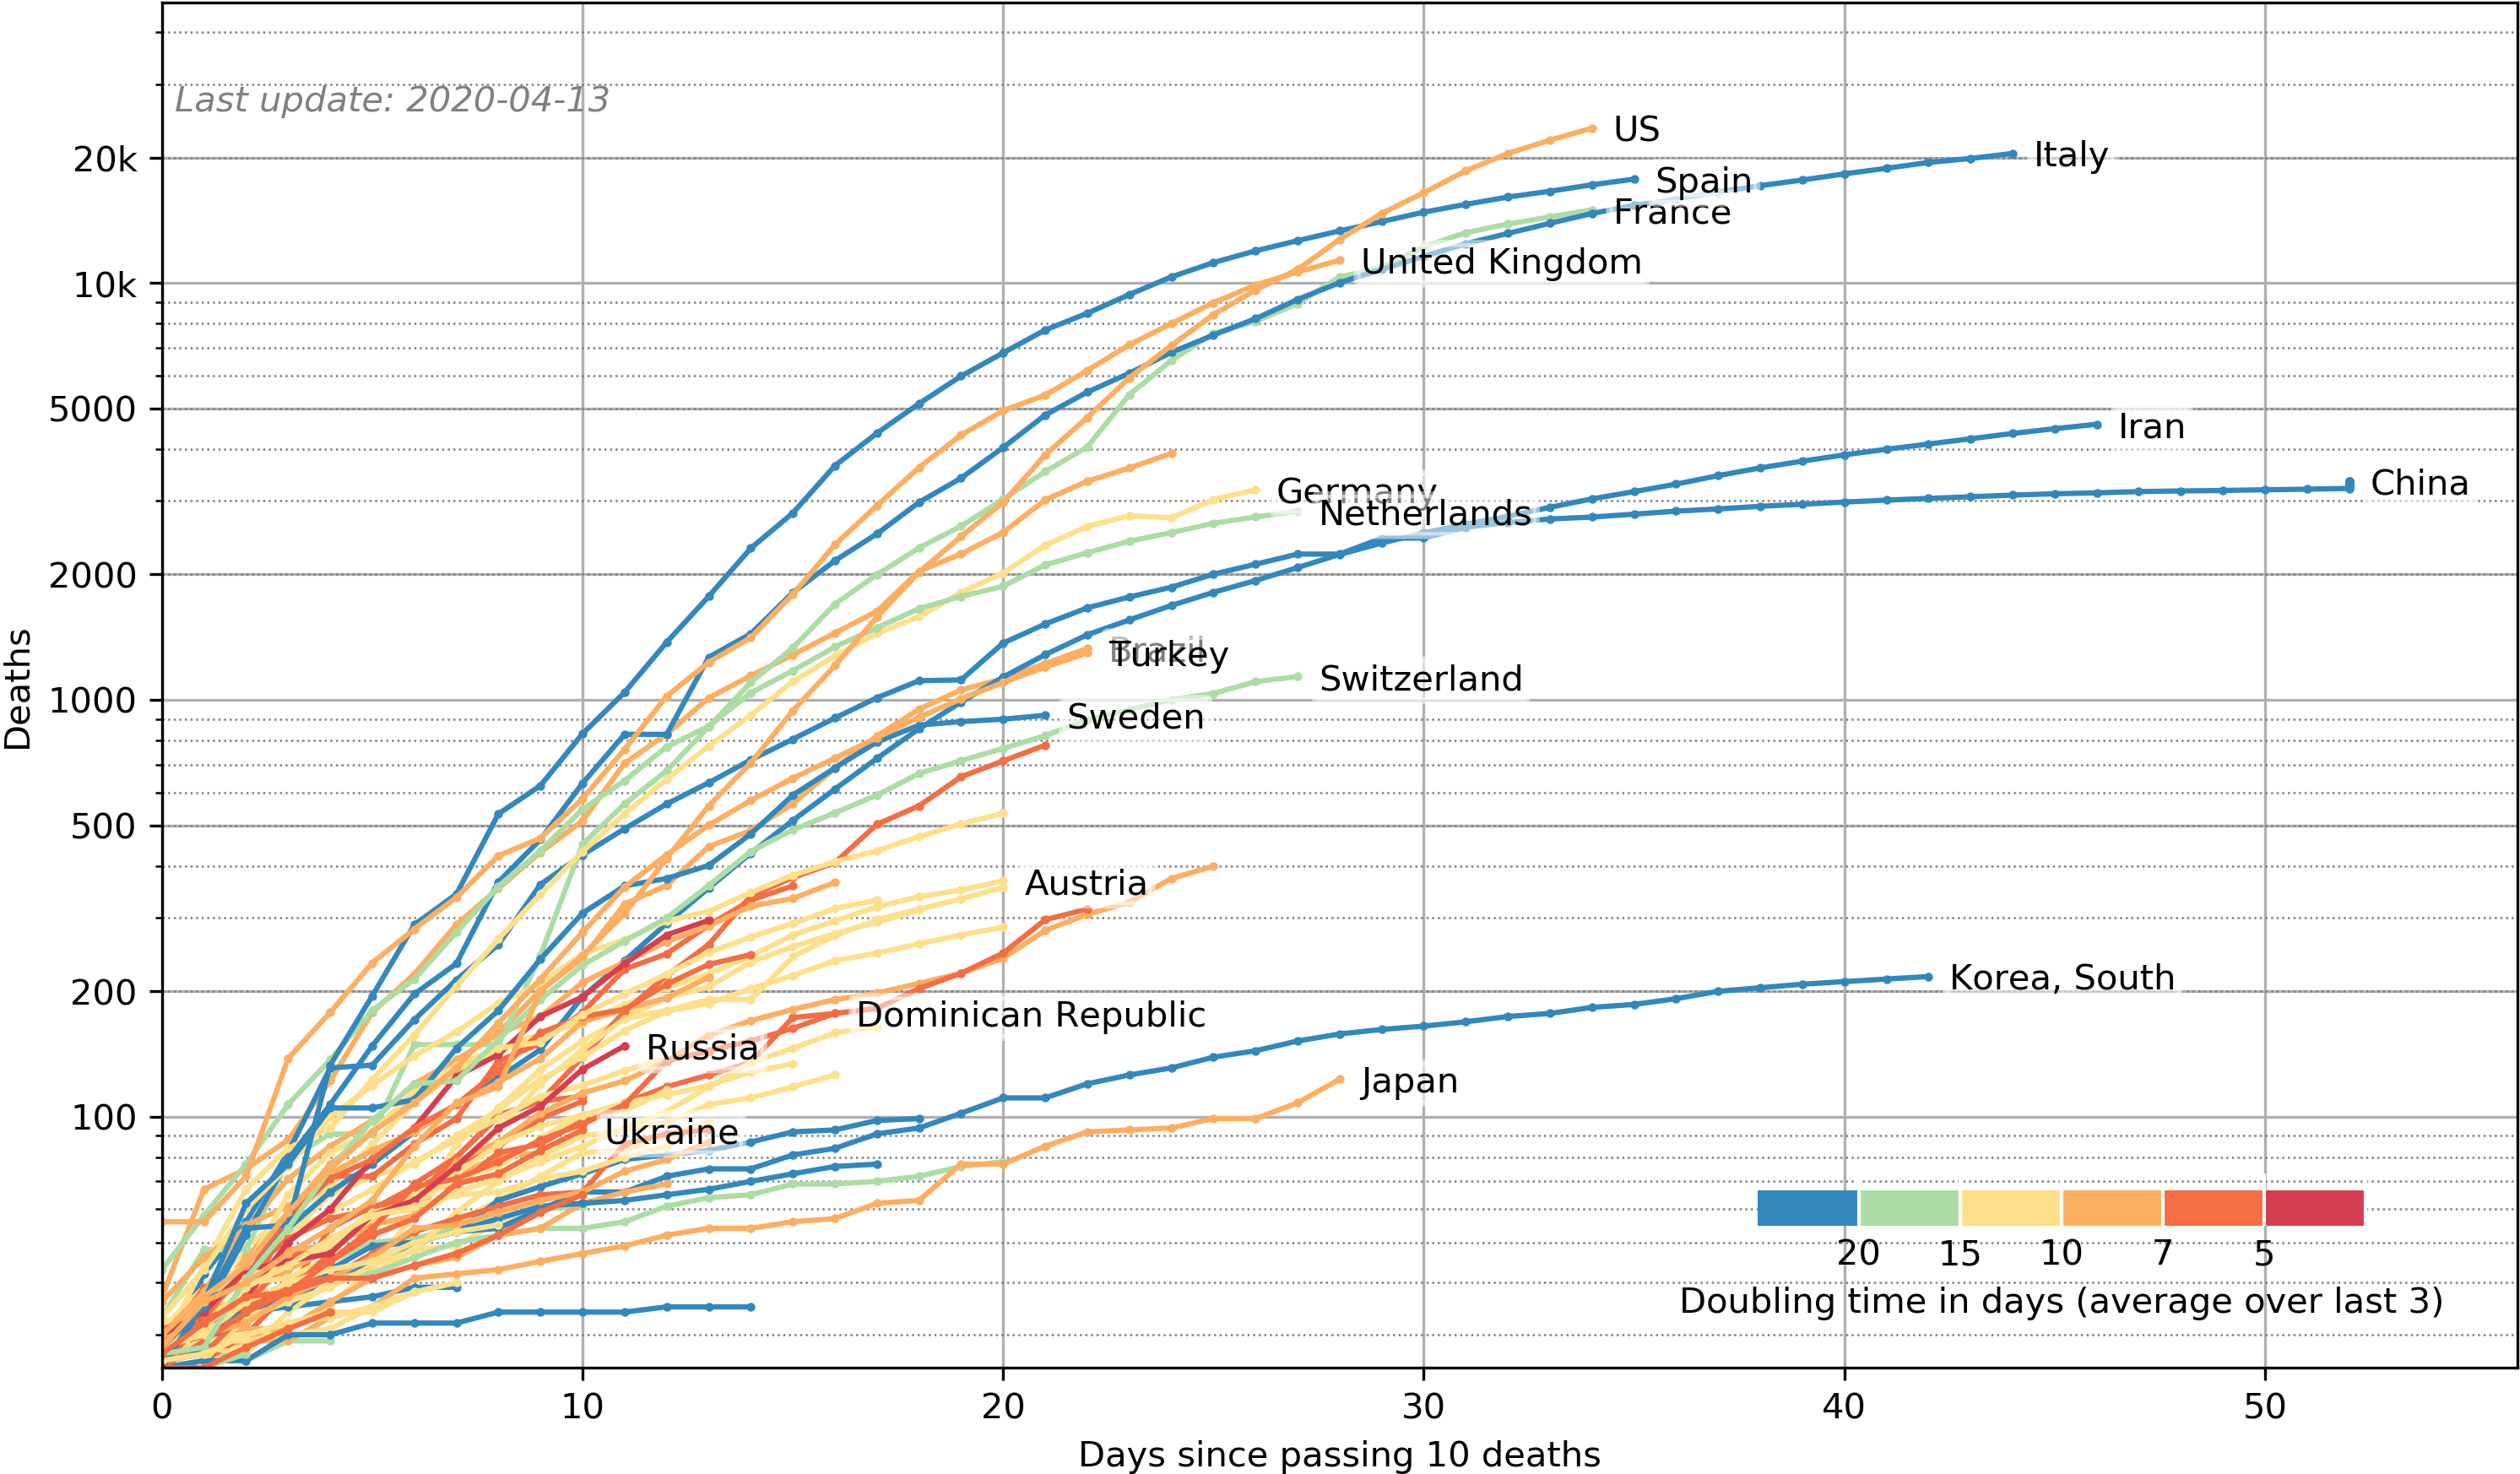 Last update: 2020-04-13
20k
10k
5000
2000
1000
500
200
100
Deaths
US
Italy
Spain
France
United Kingdom
Iran
China
Germany
Netherlands
Brazil
Turkey
Switzerland
Sweden
Austria
Korea, South
Dominican Republic
Russia
Japan
Ukraine
20 15 10 7 5
Doubling time in days (average over last 3)
0 10 20 30 40 50
Days since passing 10 deaths